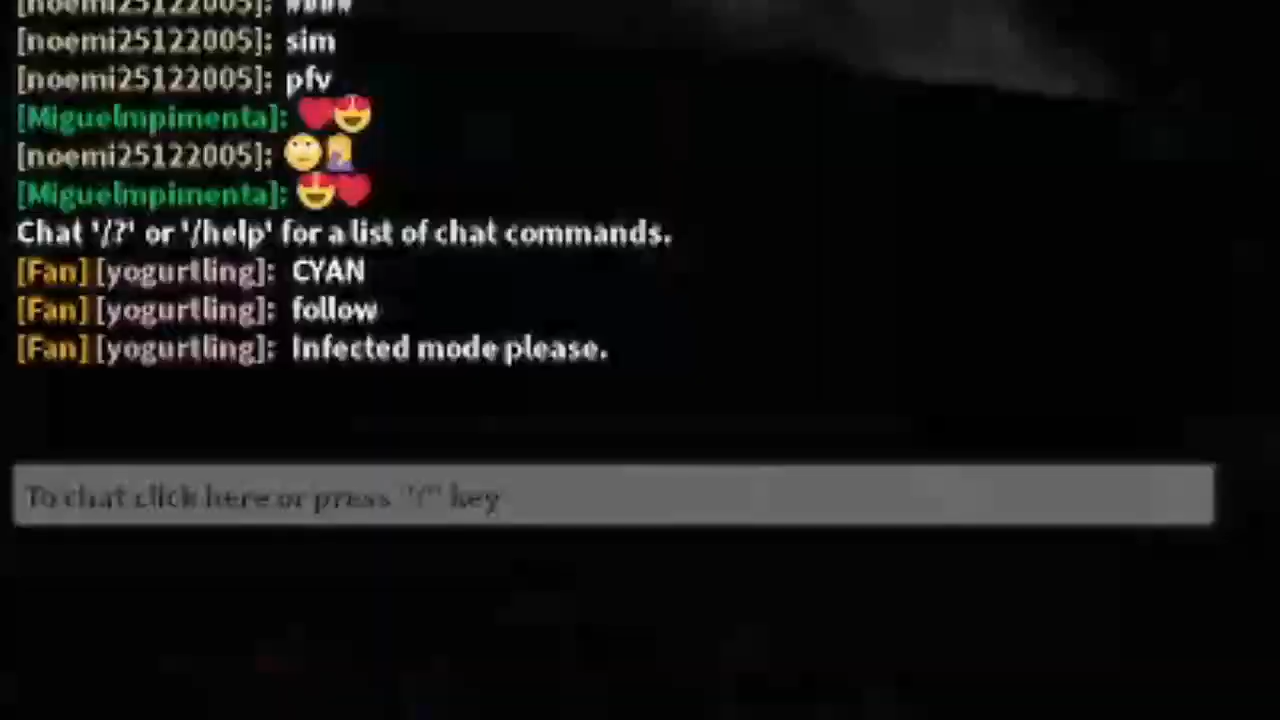 [noemi25122005]: ####
[noemi25122005]: sim
[noemi25122005]: pfv
[Miguelmpimenta]: ❤️😍
[noemi25122005]: 🙄🤦‍♀️
[Miguelmpimenta]: 😍❤️
Chat '/?' or '/help' for a list of chat commands.
[Fan] [yogurtling]: CYAN
[Fan] [yogurtling]: follow
[Fan] [yogurtling]: Infected mode please.
To chat click here or press "/" key